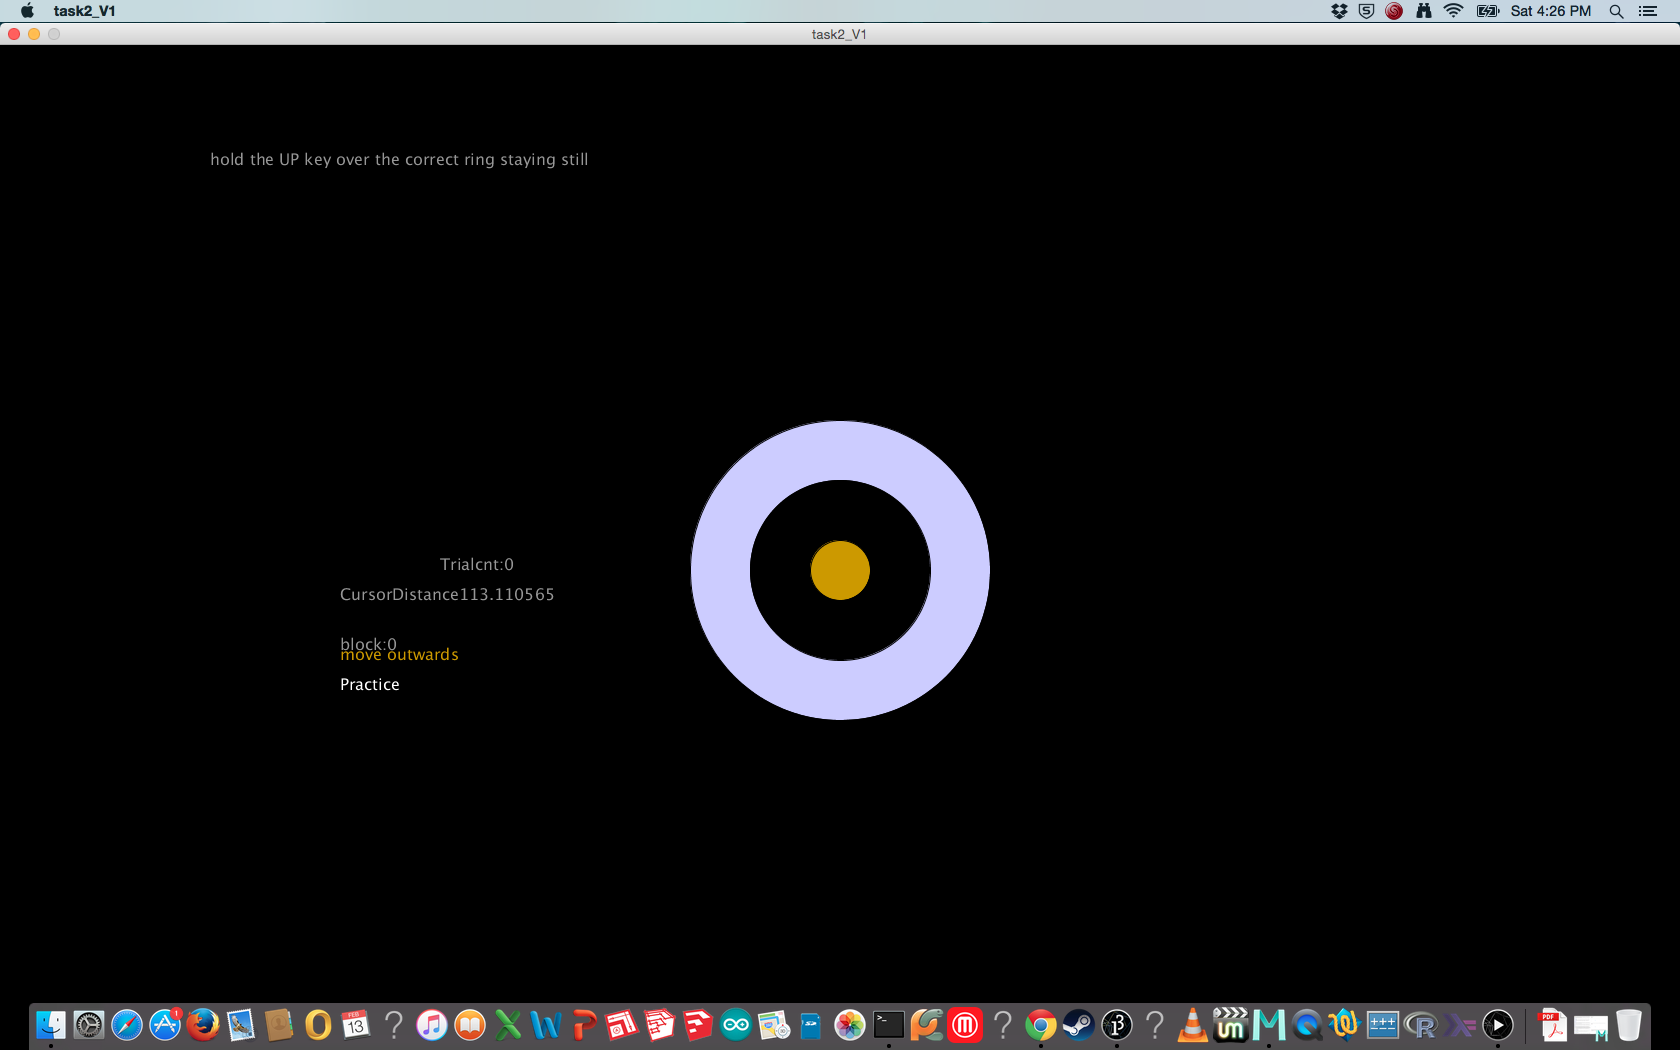 task2_V1
Sat 4:26 PM
task2_V1
hold the UP key over the correct ring staying still
Trialcnt:0
CursorDistance113.110565
block:0
move outwards
Practice